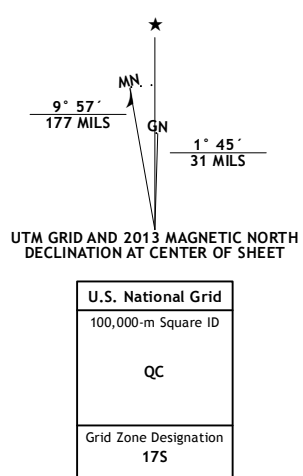 ★
MN
9° 57´
177 MILS
GN
1° 45´
31 MILS
UTM GRID AND 2013 MAGNETIC NORTH
DECLINATION AT CENTER OF SHEET
U.S. National Grid
100,000-m Square ID
QC
Grid Zone Designation
17S